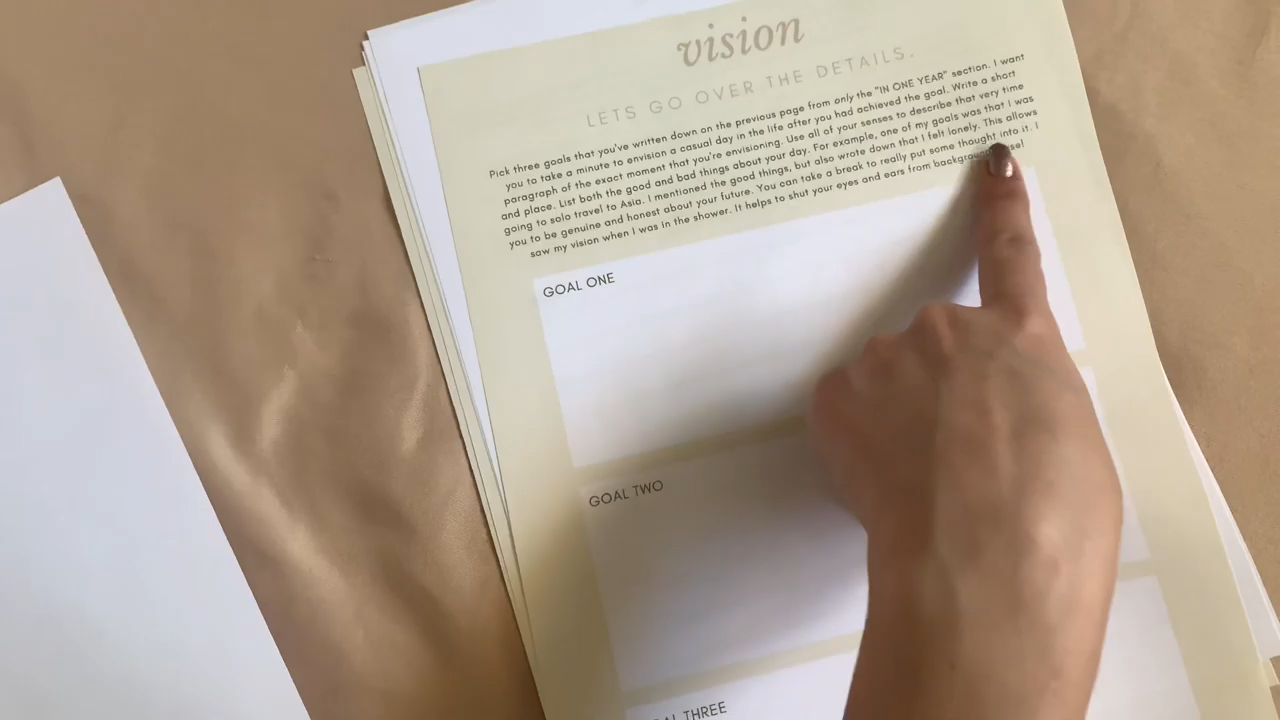 vision
LETS GO OVER THE DETAILS.
Pick three goals that you've written down on the previous page from only the "IN ONE YEAR" section. I want
you to take a minute to envision a casual day in the life after you had achieved the goal. Write a short
paragraph of the exact moment that you're envisioning. Use all of your senses to describe that very time
and place. List both the good and bad things about your day. For example, one of my goals was that I was
going to solo travel to Asia. I mentioned the good things, but also wrote down that I felt lonely. This allows
you to be genuine and honest about your future. You can take a break to really put some thought into it. I
saw my vision when I was in the shower. It helps to shut your eyes and ears from background
GOAL ONE
GOAL TWO
THREE